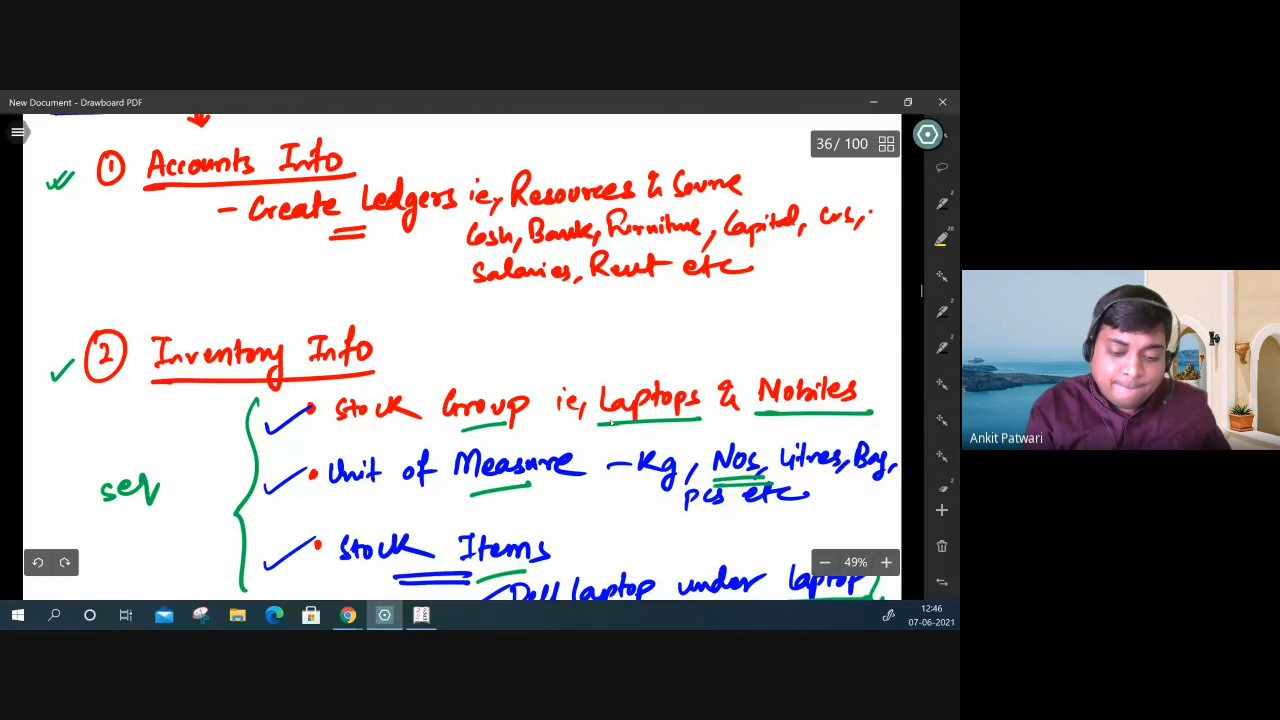 New Document - Drawboard PDF
36 / 100
① Accounts Info
- Create Ledgers ie, Resources & Source
Cash, Bank, Furniture, Capital,
Salaries, Rent etc
② Inventory Info
• Stock Group ie, Laptops & Mobiles
• Unit of Measure - Kg, Nos, Litres, Bag,
pcs etc
• Stock Items
Dell laptop under laptop
49%
Ankit Patwari
12:46
07-06-2021